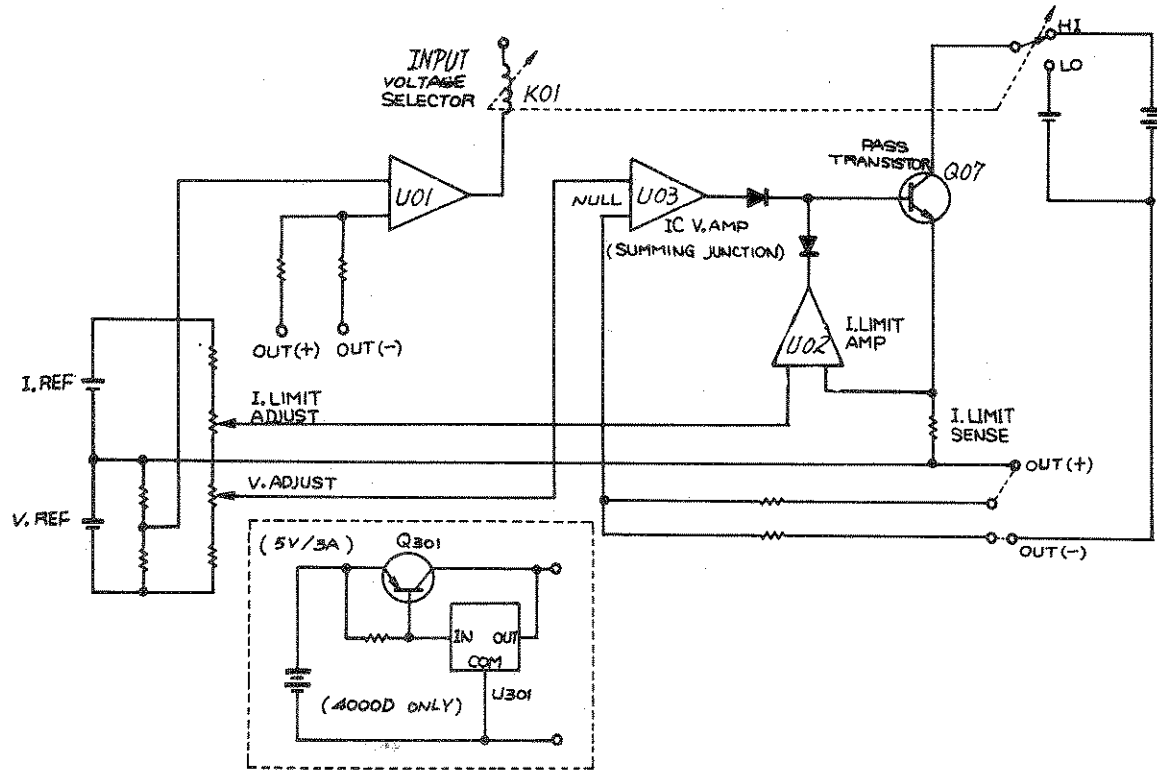 INPUT
VOLTAGE
SELECTOR
K01
HI
LO
PASS
TRANSISTOR
Q07
U01
NULL
U03
IC V. AMP
(SUMMING JUNCTION)
OUT(+)
OUT(-)
U02
I.LIMIT
AMP
I. REF
I. LIMIT
ADJUST
I. LIMIT
SENSE
OUT(+)
V. ADJUST
V. REF
OUT(-)
(5V/3A)
Q301
IN
OUT
COM
U301
(4000D ONLY)